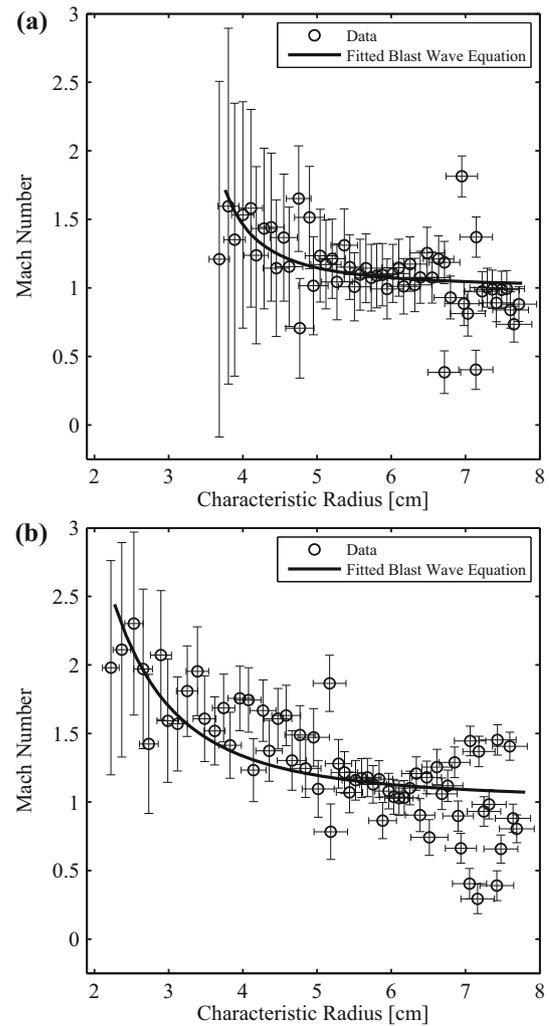 (a)
3
2.5
2
1.5
1
0.5
0
Mach Number
Data
Fitted Blast Wave Equation
2 3 4 5 6 7 8
Characteristic Radius [cm]
(b)
3
2.5
2
1.5
1
0.5
0
Mach Number
Data
Fitted Blast Wave Equation
2 3 4 5 6 7 8
Characteristic Radius [cm]